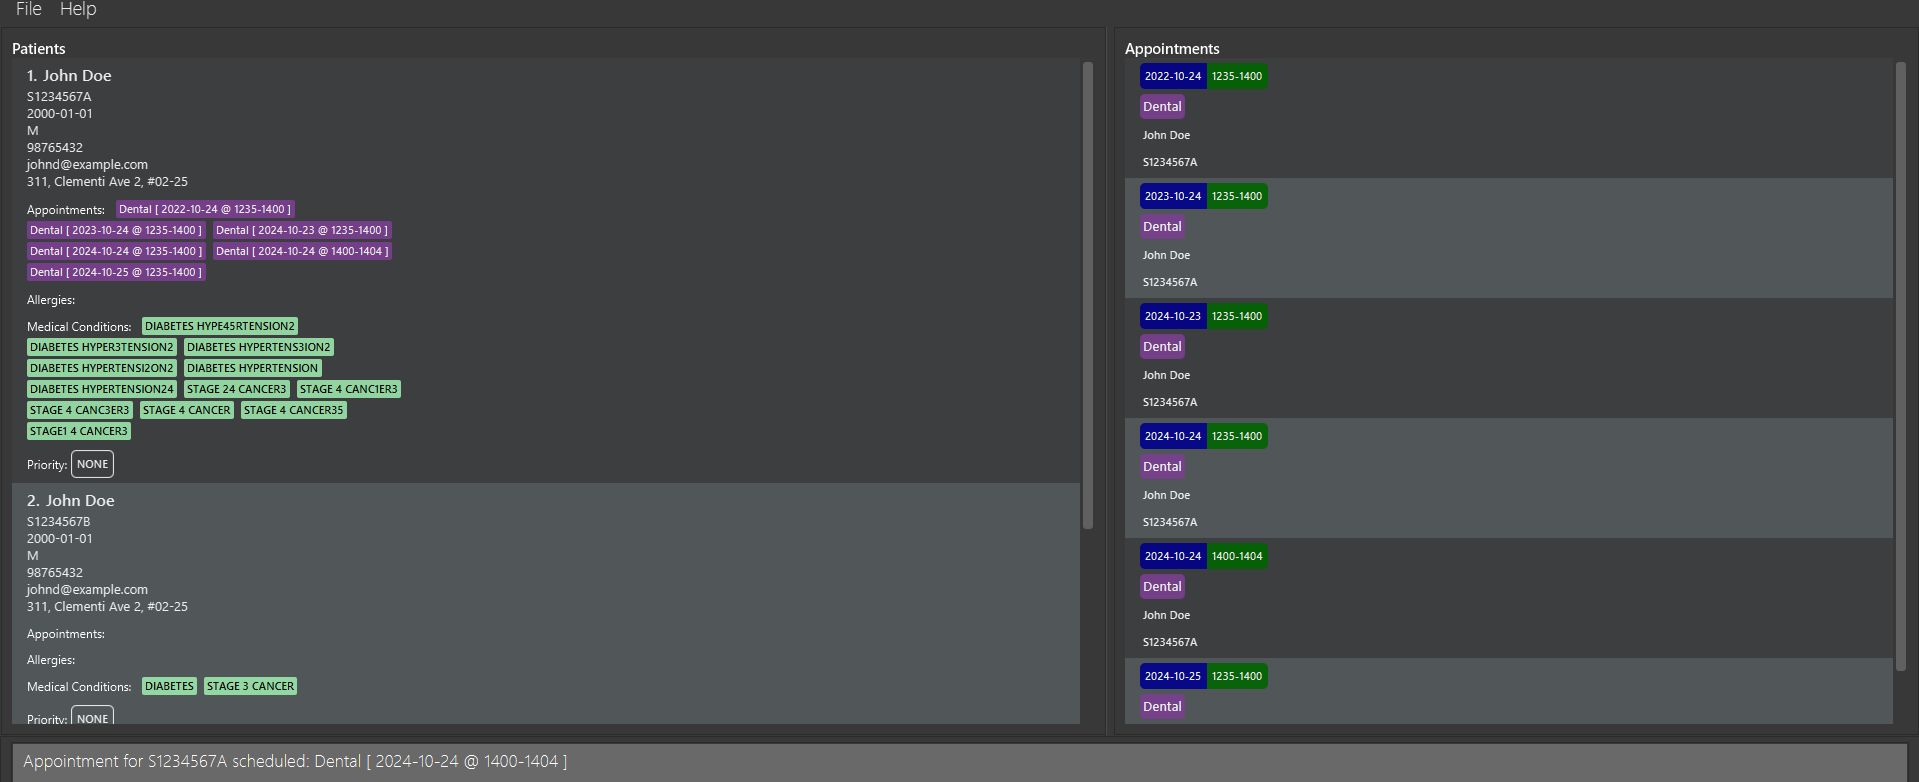 File Help
Patients
1. John Doe
S1234567A
2000-01-01
M
98765432
johnd@example.com
311, Clementi Ave 2, #02-25
Appointments: Dental [ 2022-10-24 @ 1235-1400 ]
Dental [ 2023-10-24 @ 1235-1400 ] Dental [ 2024-10-23 @ 1235-1400 ]
Dental [ 2024-10-24 @ 1235-1400 ] Dental [ 2024-10-24 @ 1400-1404 ]
Dental [ 2024-10-25 @ 1235-1400 ]
Allergies:
Medical Conditions: DIABETES HYPE45RTENSION2
DIABETES HYPER3TENSION2 DIABETES HYPERTENS3ION2
DIABETES HYPERTENSI2ON2 DIABETES HYPERTENSION
DIABETES HYPERTENSION24 STAGE 24 CANCER3 STAGE 4 CANC1ER3
STAGE 4 CANC3ER3 STAGE 4 CANCER STAGE 4 CANCER35
STAGE1 4 CANCER3
Priority: NONE
2. John Doe
S1234567B
2000-01-01
M
98765432
johnd@example.com
311, Clementi Ave 2, #02-25
Appointments:
Allergies:
Medical Conditions: DIABETES STAGE 3 CANCER
Priority: NONE
Appointments
2022-10-24 1235-1400
Dental
John Doe
S1234567A
2023-10-24 1235-1400
Dental
John Doe
S1234567A
2024-10-23 1235-1400
Dental
John Doe
S1234567A
2024-10-24 1235-1400
Dental
John Doe
S1234567A
2024-10-24 1400-1404
Dental
John Doe
S1234567A
2024-10-25 1235-1400
Dental
Appointment for S1234567A scheduled: Dental [ 2024-10-24 @ 1400-1404 ]